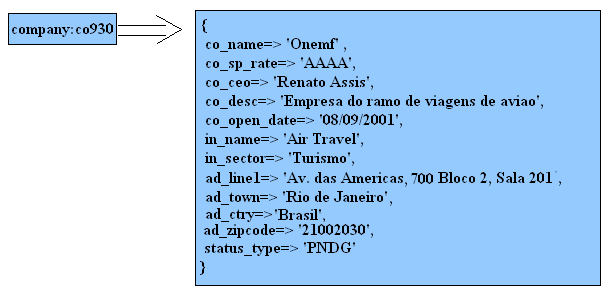 company:co930
{
co_name=> 'Onemf' ,
co_sp_rate=> 'AAAA',
co_ceo=> 'Renato Assis',
co_desc=> 'Empresa do ramo de viagens de aviao',
co_open_date=> '08/09/2001',
in_name=> 'Air Travel',
in_sector=> 'Turismo',
ad_line1=> 'Av. das Americas, 700 Bloco 2, Sala 201',
ad_town=> 'Rio de Janeiro',
ad_ctry=>'Brasil',
ad_zipcode=> '21002030',
status_type=> 'PNDG'
}